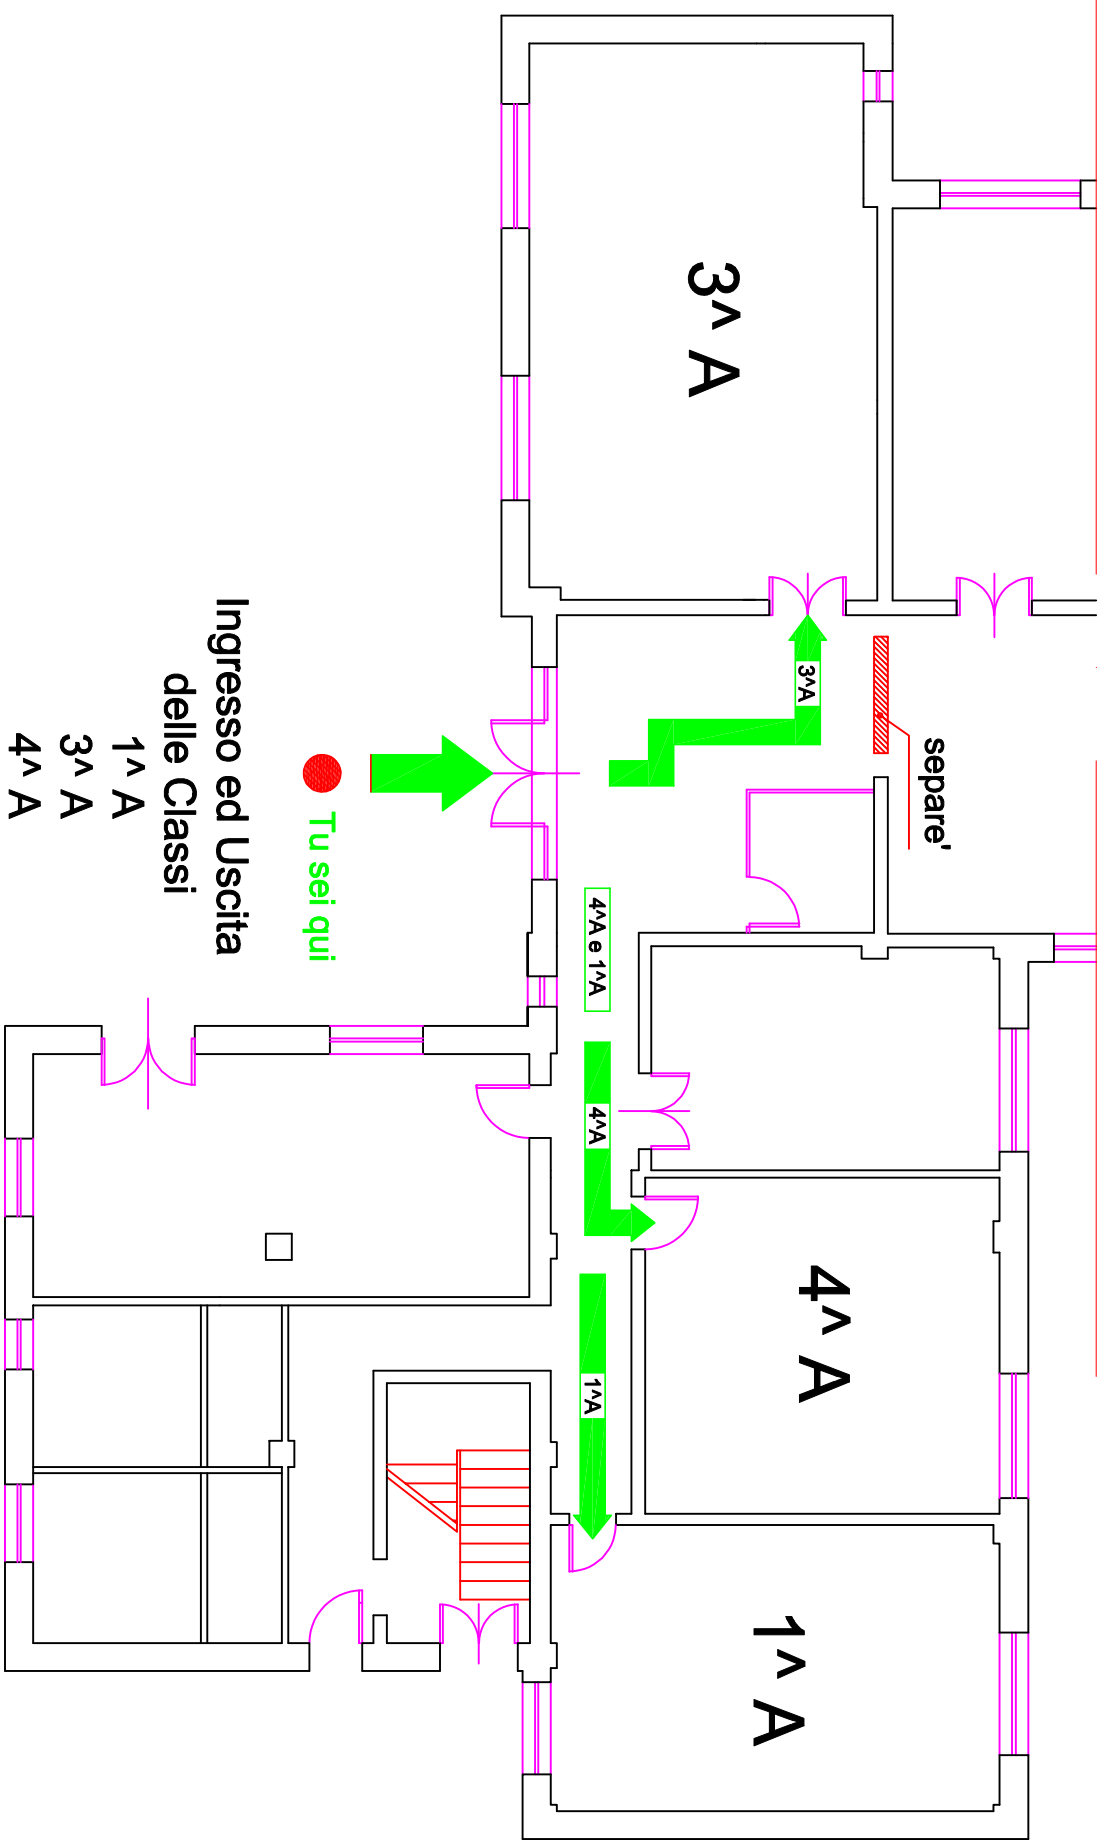 3^ A
3^A
separe'
4^A e 1^A
4^A
1^A
4^ A
1^ A
Tu sei qui
Ingresso ed Uscita
delle Classi
1^ A
3^ A
4^ A